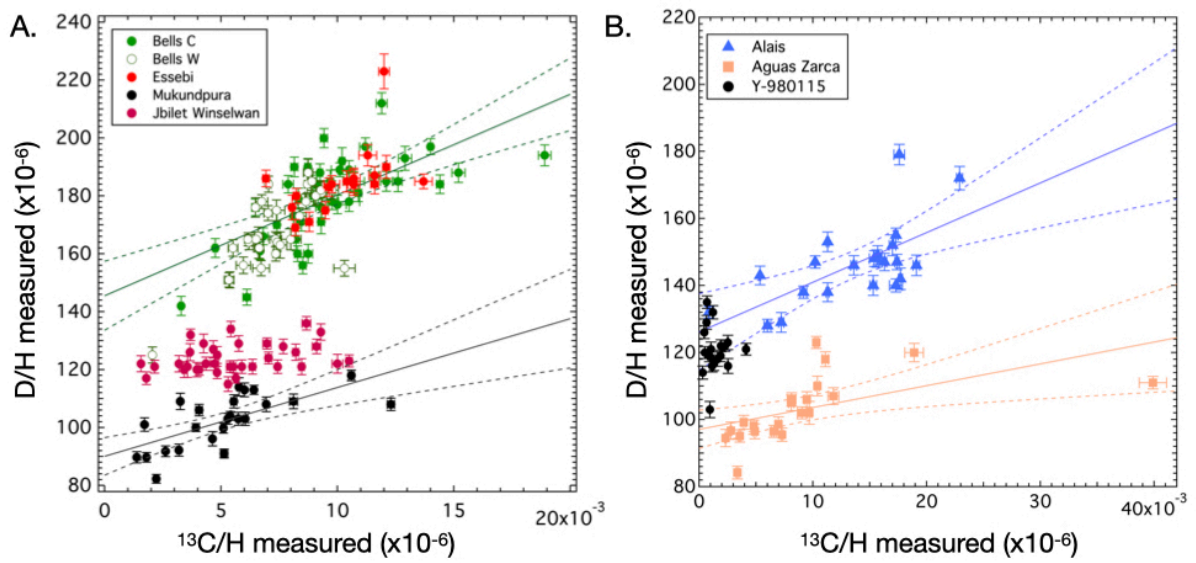 A.
Bells C
Bells W
Essebi
Mukundpura
Jbilet Winselwan
240
220
200
180
160
140
120
100
80
D/H measured (x10-6)
0
5
10
15
20x10-3
13C/H measured (x10-6)
B.
Alais
Aguas Zarca
Y-980115
220
200
180
160
140
120
100
80
D/H measured (x10-6)
0
10
20
30
40x10-3
13C/H measured (x10-6)